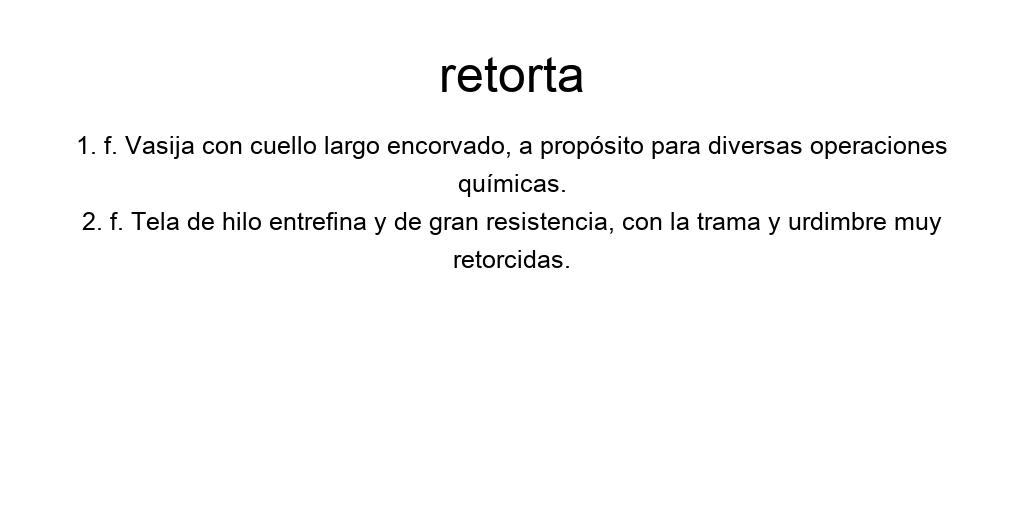 retorta
1. f. Vasija con cuello largo encorvado, a propósito para diversas operaciones
químicas.
2. f. Tela de hilo entrefina y de gran resistencia, con la trama y urdimbre muy
retorcidas.